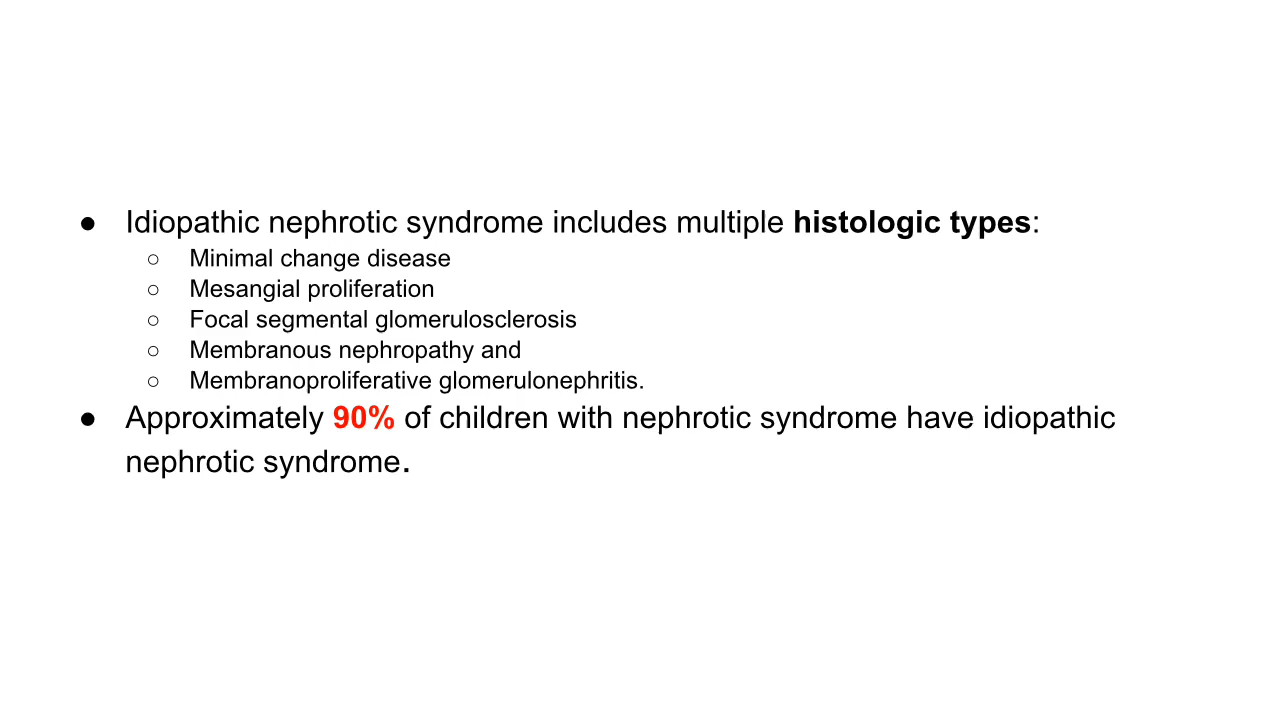 ● Idiopathic nephrotic syndrome includes multiple histologic types:
○ Minimal change disease
○ Mesangial proliferation
○ Focal segmental glomerulosclerosis
○ Membranous nephropathy and
○ Membranoproliferative glomerulonephritis.
● Approximately 90% of children with nephrotic syndrome have idiopathic
nephrotic syndrome.